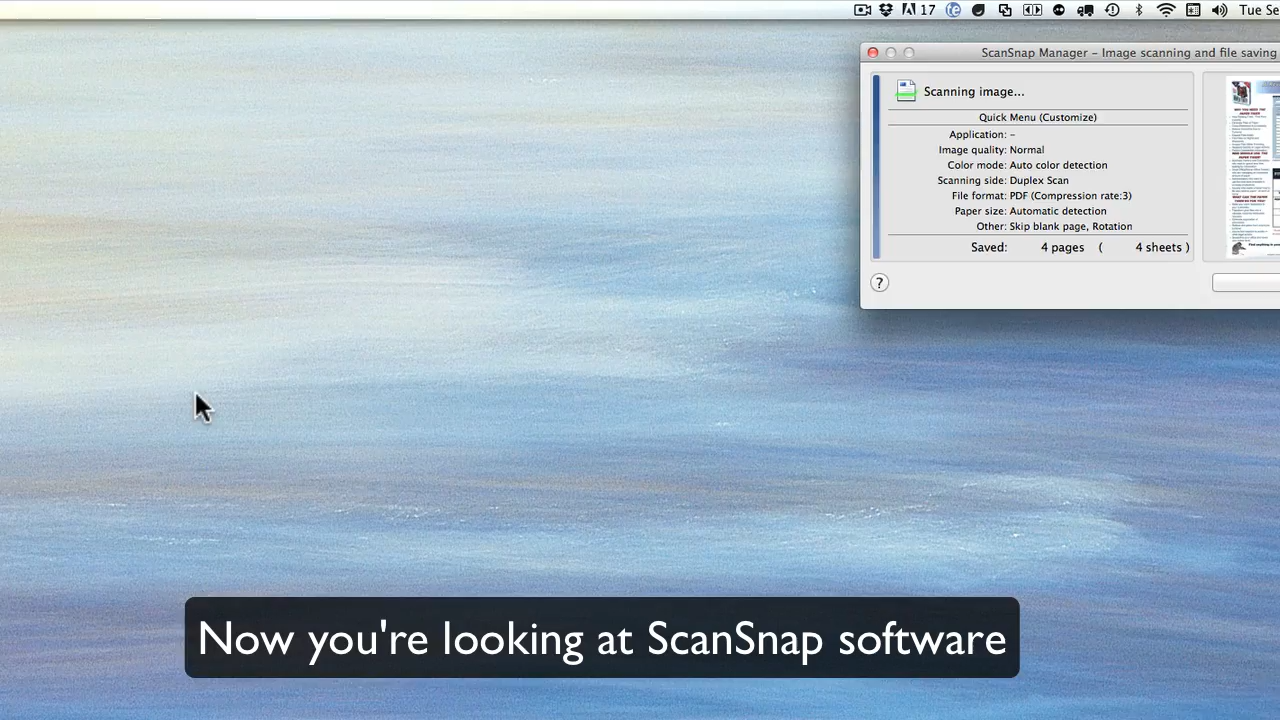 17
Tue Se
ScanSnap Manager - Image scanning and file saving
Scanning image...
Quick Menu (Customize)
Application: -
Image quality: Normal
Color mode: Auto color detection
Scanning side: Duplex Scan
File format: PDF (Compression rate:3)
Paper size: Automatic detection
Other: Skip blank page, Rotation
Scanned: 4 pages ( 4 sheets )
?
Now you're looking at ScanSnap software